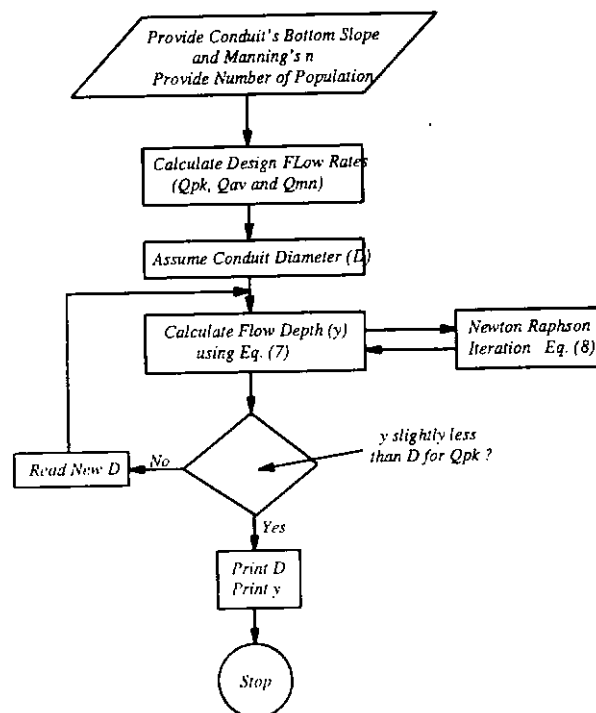 Provide Conduit's Bottom Slope
and Manning's n
Provide Number of Population
Calculate Design FLow Rates
(Qpk, Qav and Qmn)
Assume Conduit Diameter (D)
Calculate Flow Depth (y)
using Eq. (7)
Newton Raphson
Iteration Eq. (8)
y slightly less
than D for Qpk ?
No
Read New D
Yes
Print D
Print y
Stop